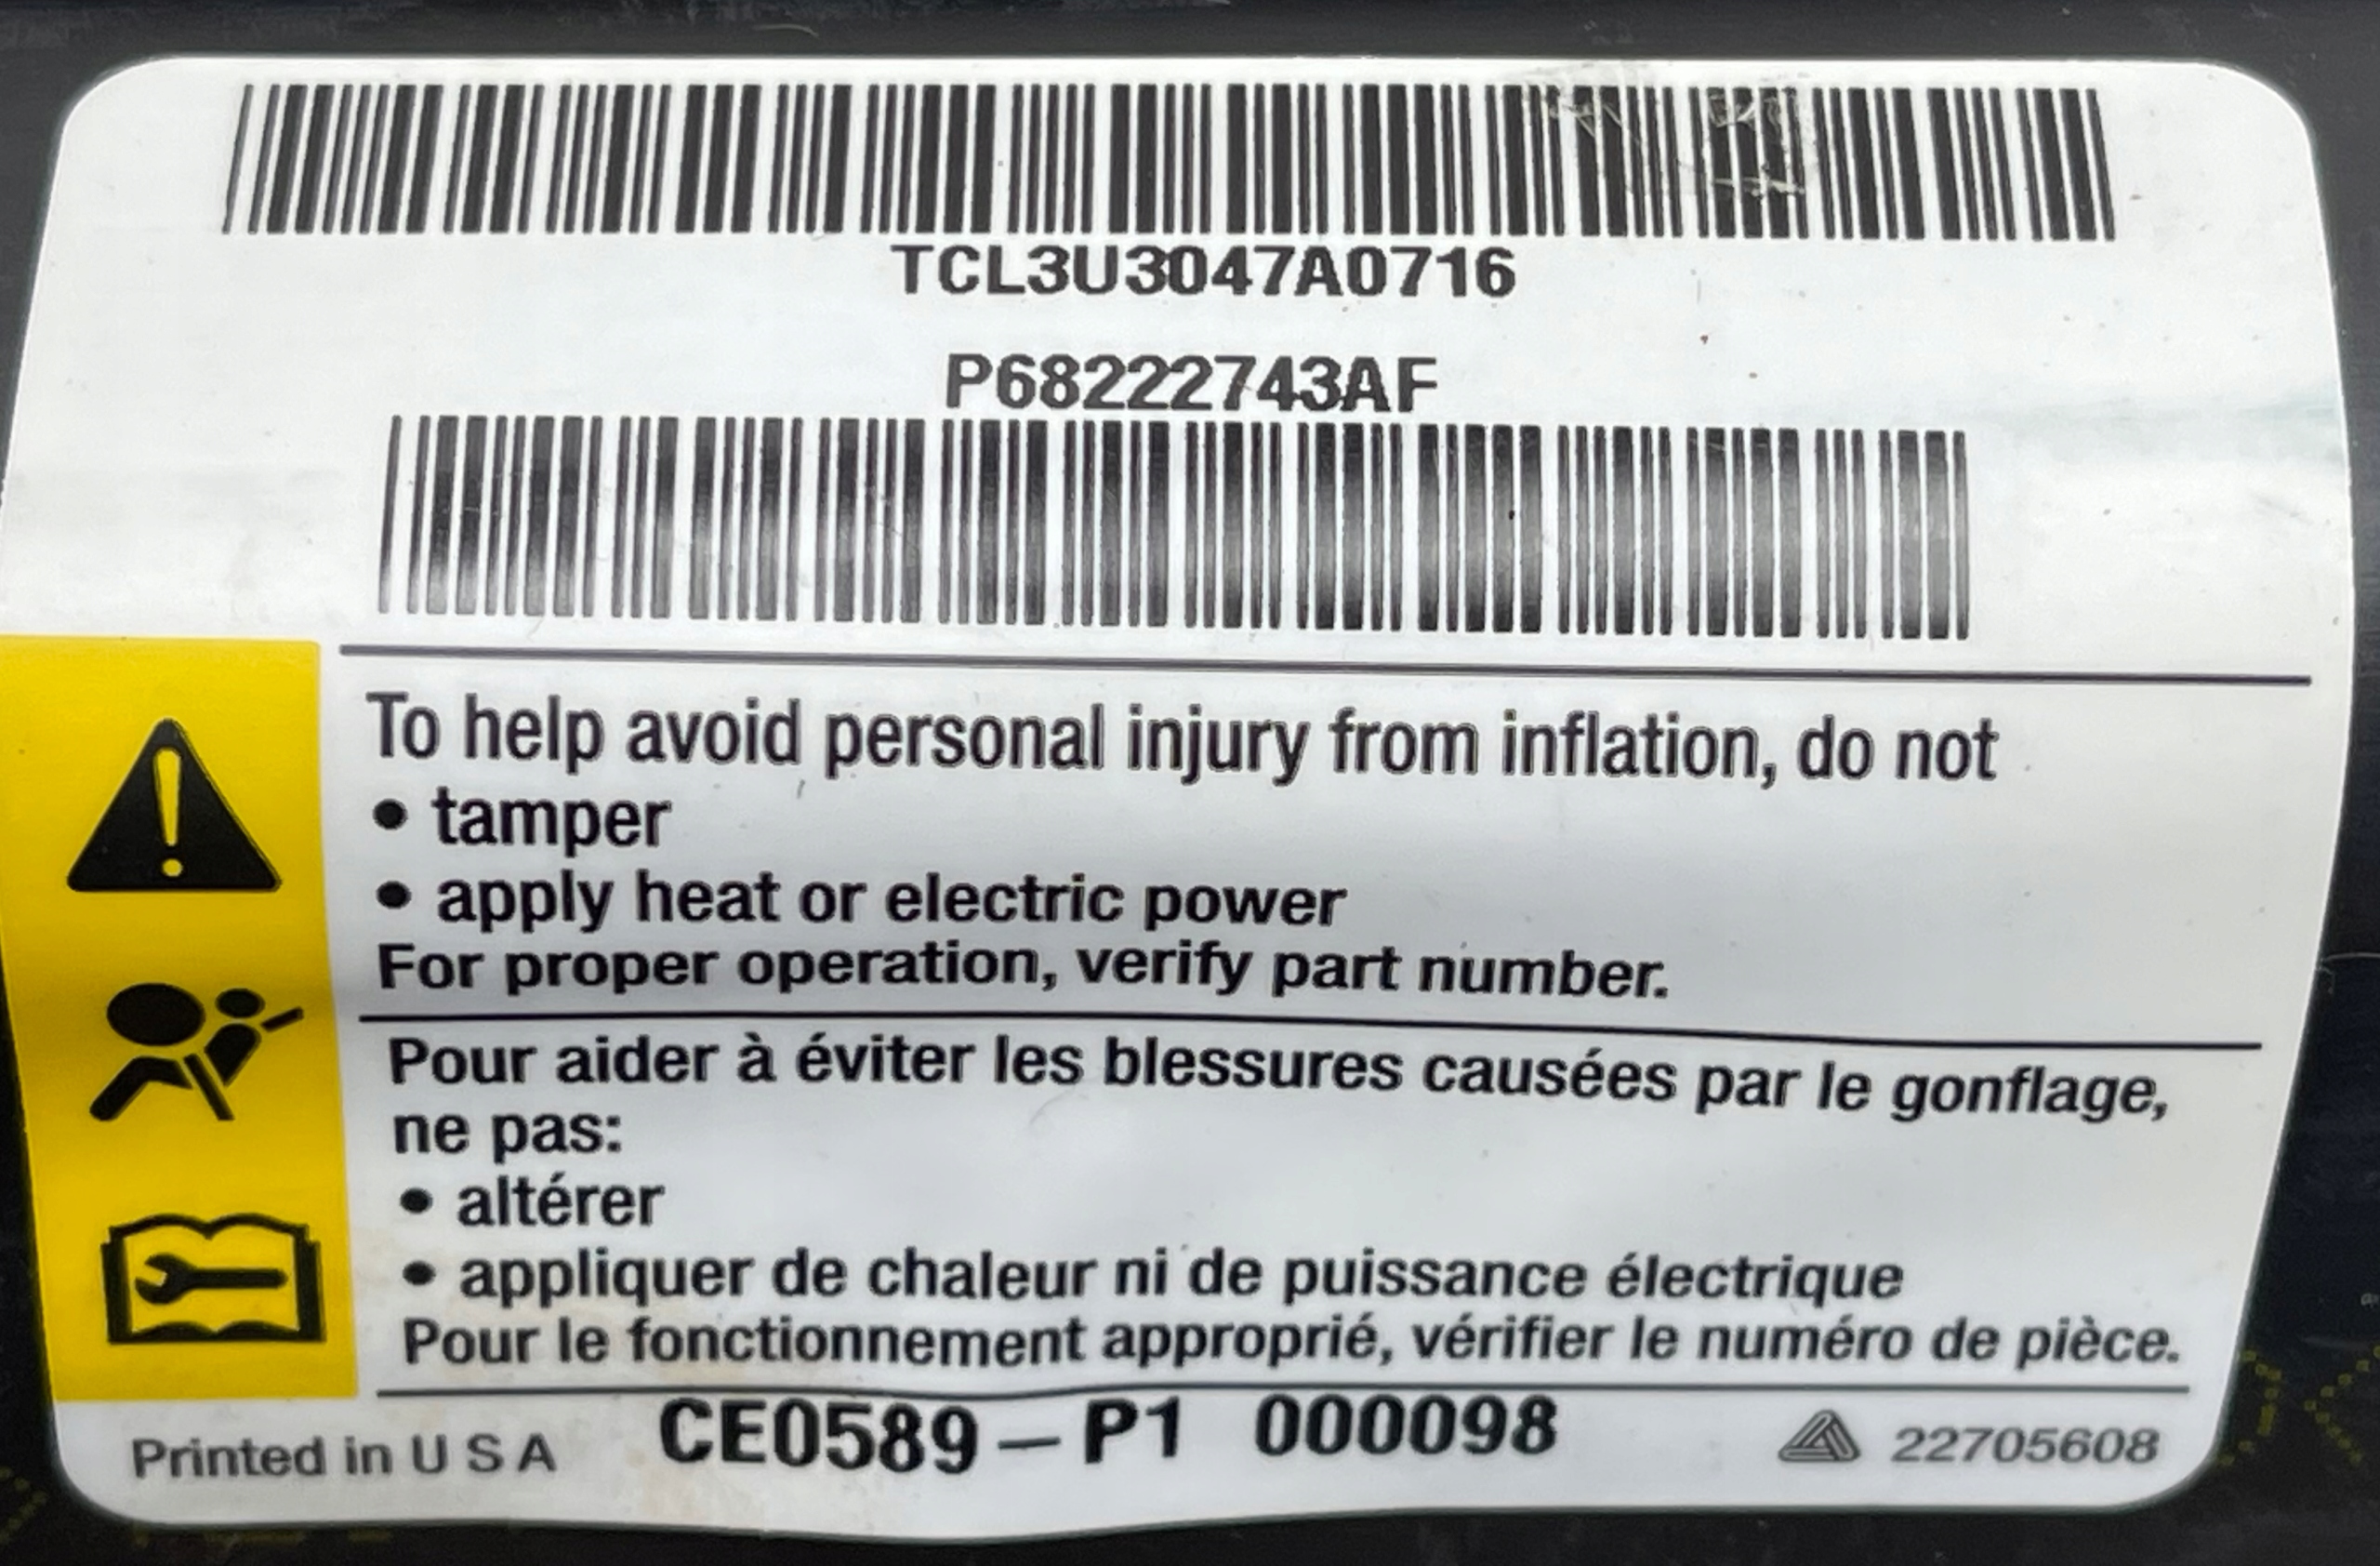 TCL3U3047A0716
P68222743AF
To help avoid personal injury from inflation, do not
• tamper
• apply heat or electric power
For proper operation, verify part number.
Pour aider à éviter les blessures causées par le gonflage,
ne pas:
• altérer
• appliquer de chaleur ni de puissance électrique
Pour le fonctionnement approprié, vérifier le numéro de pièce.
Printed in U S A CE0589 – P1 000098 22705608